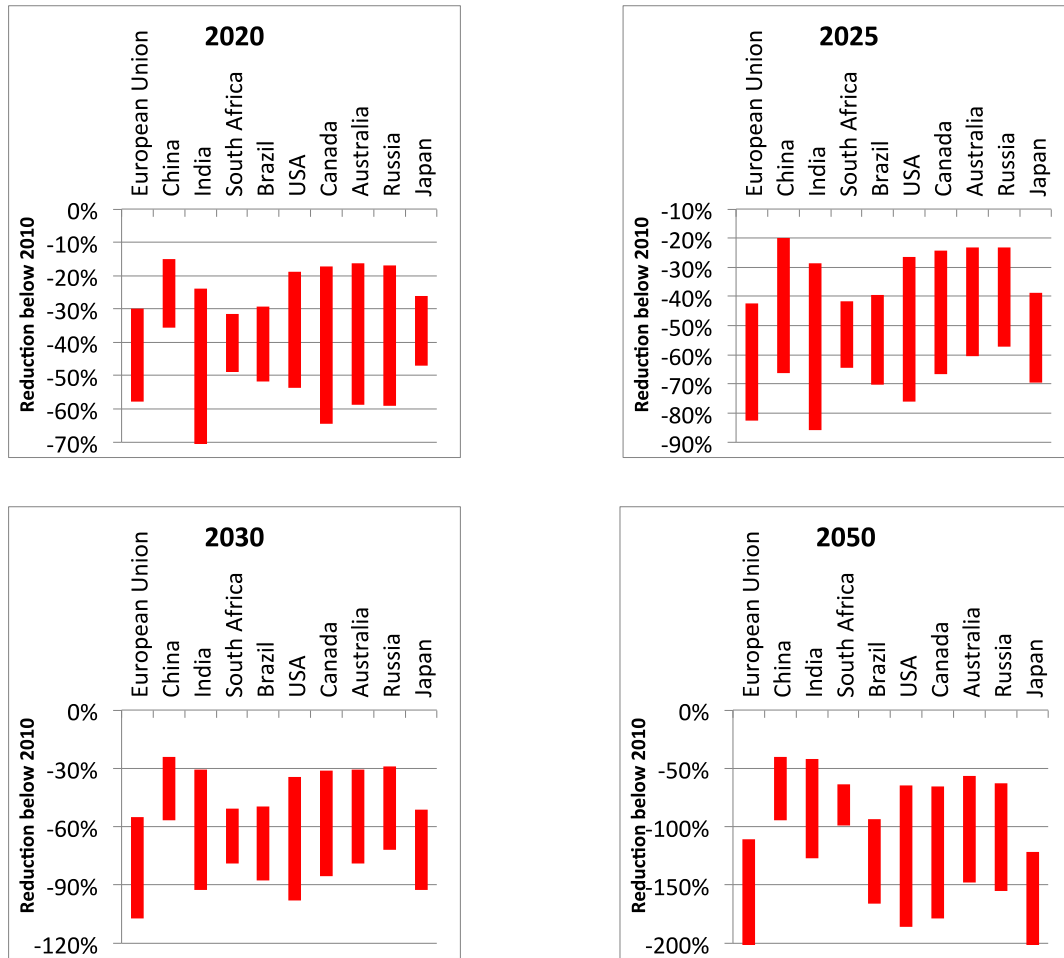 2020
European Union
China
India
South Africa
Brazil
USA
Canada
Australia
Russia
Japan
Reduction below 2010
0%
-10%
-20%
-30%
-40%
-50%
-60%
-70%
2025
European Union
China
India
South Africa
Brazil
USA
Canada
Australia
Russia
Japan
Reduction below 2010
-10%
-20%
-30%
-40%
-50%
-60%
-70%
-80%
-90%
2030
European Union
China
India
South Africa
Brazil
USA
Canada
Australia
Russia
Japan
Reduction below 2010
0%
-30%
-60%
-90%
-120%
2050
European Union
China
India
South Africa
Brazil
USA
Canada
Australia
Russia
Japan
Reduction below 2010
0%
-50%
-100%
-150%
-200%